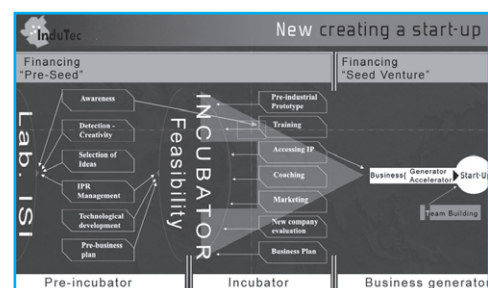 InduTec
New creating a start-up
Financing
"Pre-Seed"
Financing
"Seed Venture"
Lab. ISI
Awareness
Detection -
Creativity
Selection of
Ideas
IPR
Management
Technological
development
Pre-business
plan
Feasibility
INCUBATOR
Pre-industrial
Prototype
Training
Accessing IP
Coaching
Marketing
New company
evaluation
Business Plan
Business(
Generator
Accelerator
Start-Up
Team Building
Pre-incubator
Incubator
Business generator